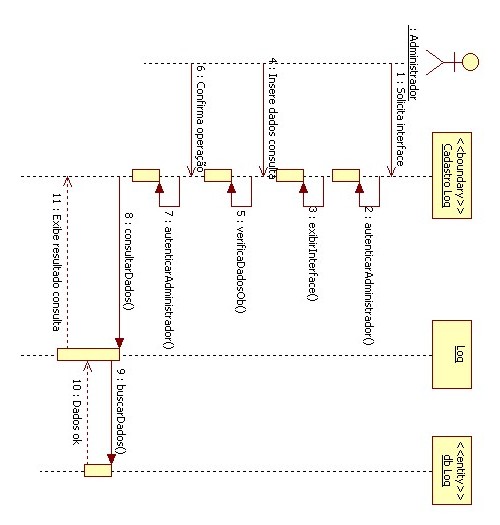 : Administrador
<<boundary>>
Cadastro Log
Log
<<entity>>
db Log
1 : Solicita interface
2 : autenticarAdministrador()
3 : exibirInterface()
4 : Insere dados consulta
5 : verificaDadosOb()
6 : Confirma operação
7 : autenticarAdministrador()
8 : consultarDados()
9 : buscarDados()
10 : Dados ok
11 : Exibe resultado consulta